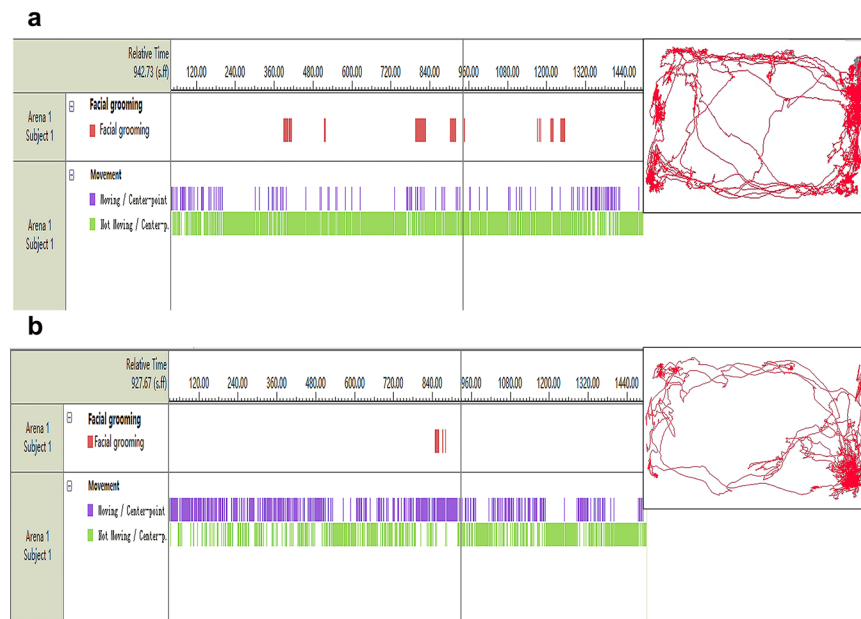 a
Relative Time
942.73 (s.ff)
120.00 240.00 360.00 480.00 600.00 720.00 840.00 960.00 1080.00 1200.00 1320.00 1440.00
Arena 1
Subject 1
Facial grooming
Facial grooming
Arena 1
Subject 1
Movement
Moving / Center-point
Not Moving / Center-p.
b
Relative Time
927.67 (s.ff)
120.00 240.00 360.00 480.00 600.00 720.00 840.00 960.00 1080.00 1200.00 1320.00 1440.00
Arena 1
Subject 1
Facial grooming
Facial grooming
Arena 1
Subject 1
Movement
Moving / Center-point
Not Moving / Center-p.